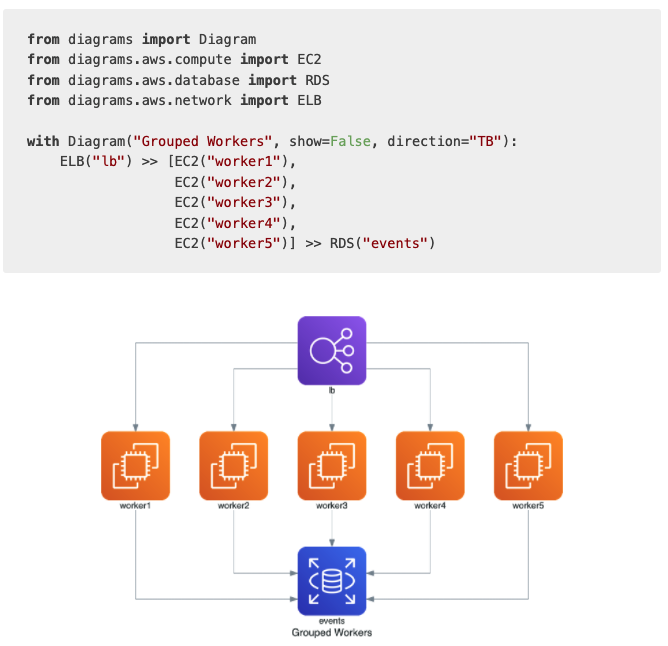 from diagrams import Diagram
from diagrams.aws.compute import EC2
from diagrams.aws.database import RDS
from diagrams.aws.network import ELB

with Diagram("Grouped Workers", show=False, direction="TB"):
    ELB("lb") >> [EC2("worker1"),
                  EC2("worker2"),
                  EC2("worker3"),
                  EC2("worker4"),
                  EC2("worker5")] >> RDS("events")
lb
worker1 worker2 worker3 worker4 worker5
events
Grouped Workers